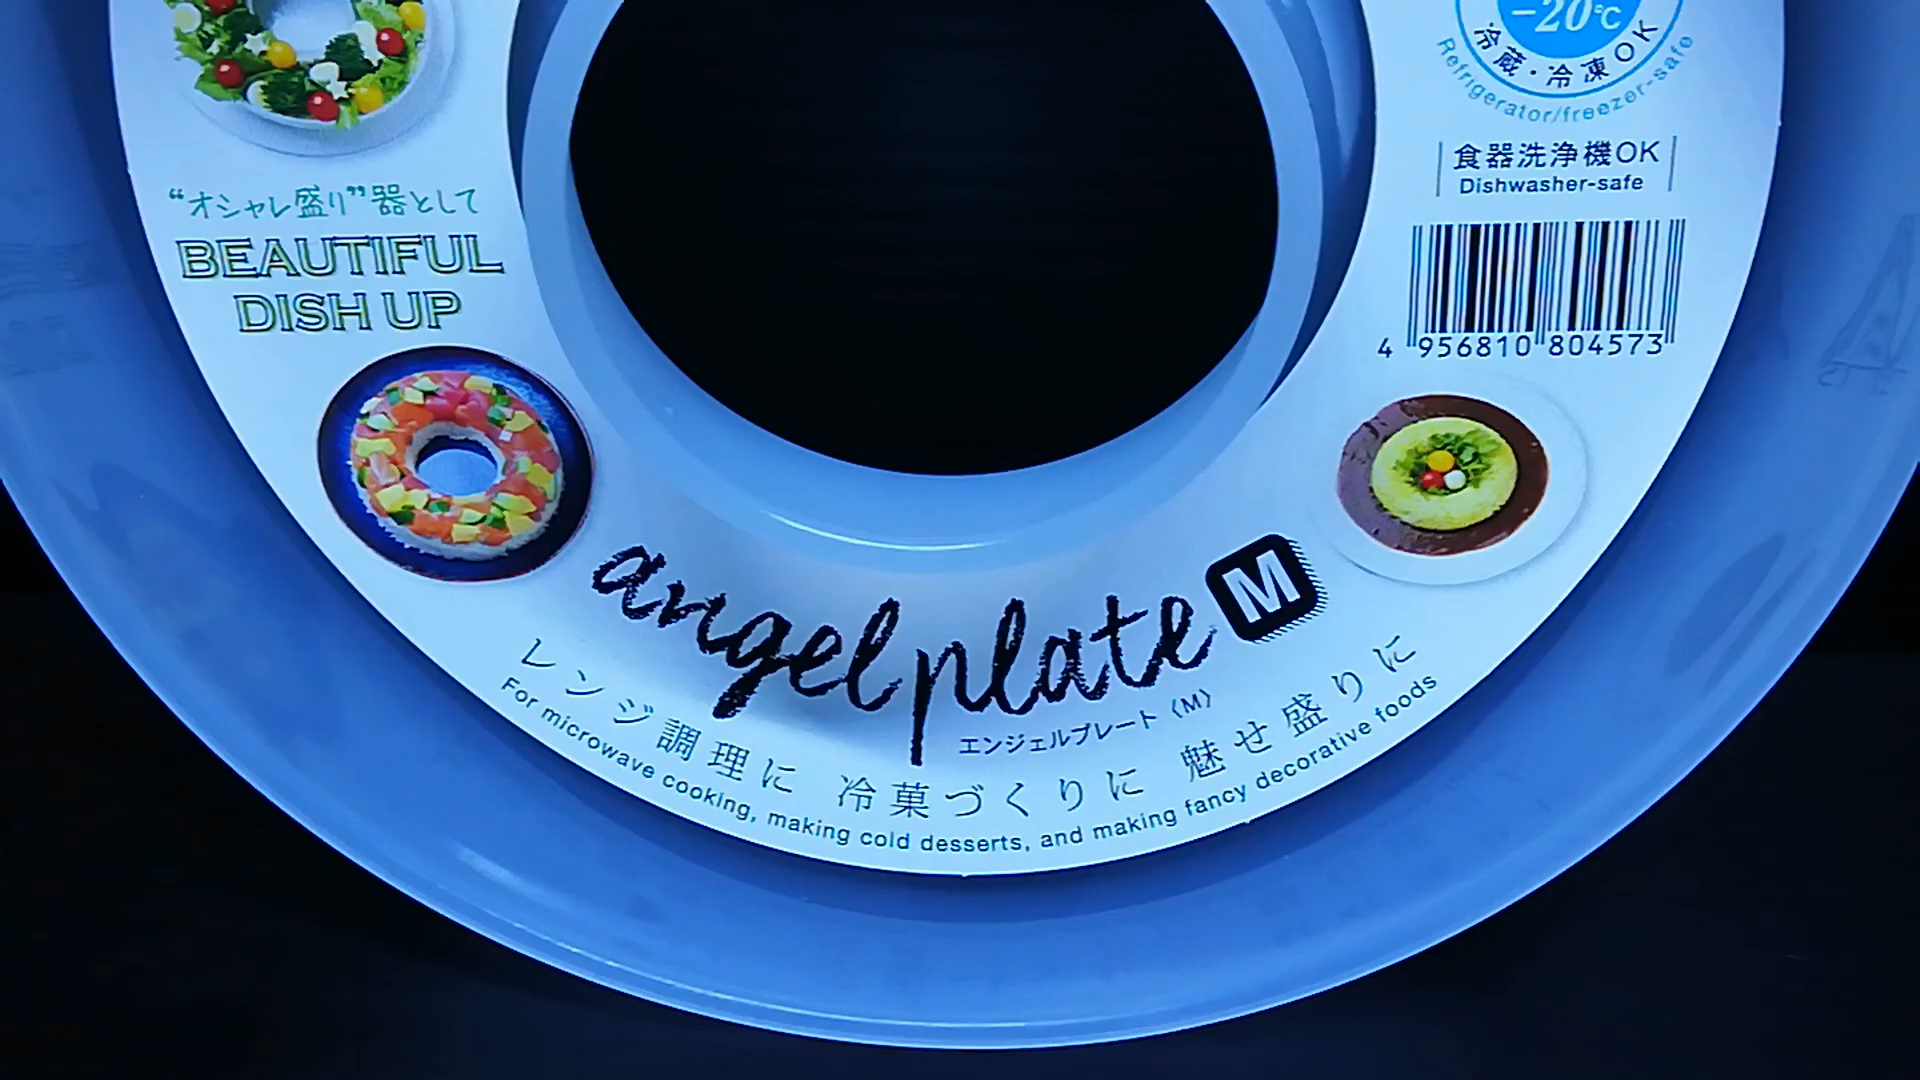 “オシャレ盛り”器として
BEAUTIFUL
DISH UP
-20℃
冷蔵・冷凍OK
Refrigerator/freezer-safe
食器洗浄機OK
Dishwasher-safe
4 956810 804573
angel plate M
エンジェルプレート〈M〉
レンジ調理に 冷菓づくりに 魅せ盛りに
For microwave cooking, making cold desserts, and making fancy decorative foods